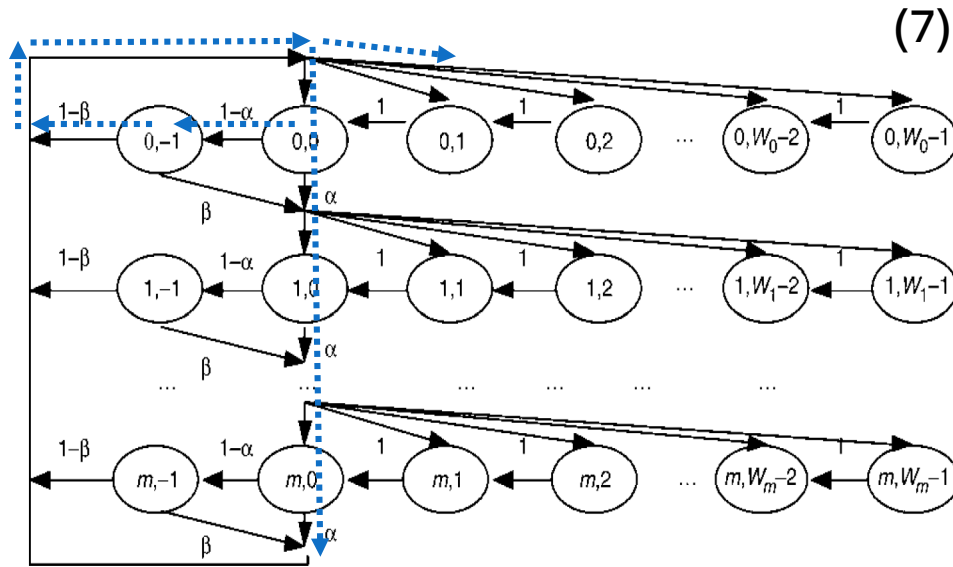 (7)
1-β 1-α 1 1 1
0,-1 0,0 0,1 0,2 ... 0,W₀-2 0,W₀-1
β α
1-β 1-α 1 1 1
1,-1 1,0 1,1 1,2 ... 1,W₁-2 1,W₁-1
β α
... ... ... ... ... ...
1-β 1-α 1 1 1
m,-1 m,0 m,1 m,2 ... m,Wₘ-2 m,Wₘ-1
β α